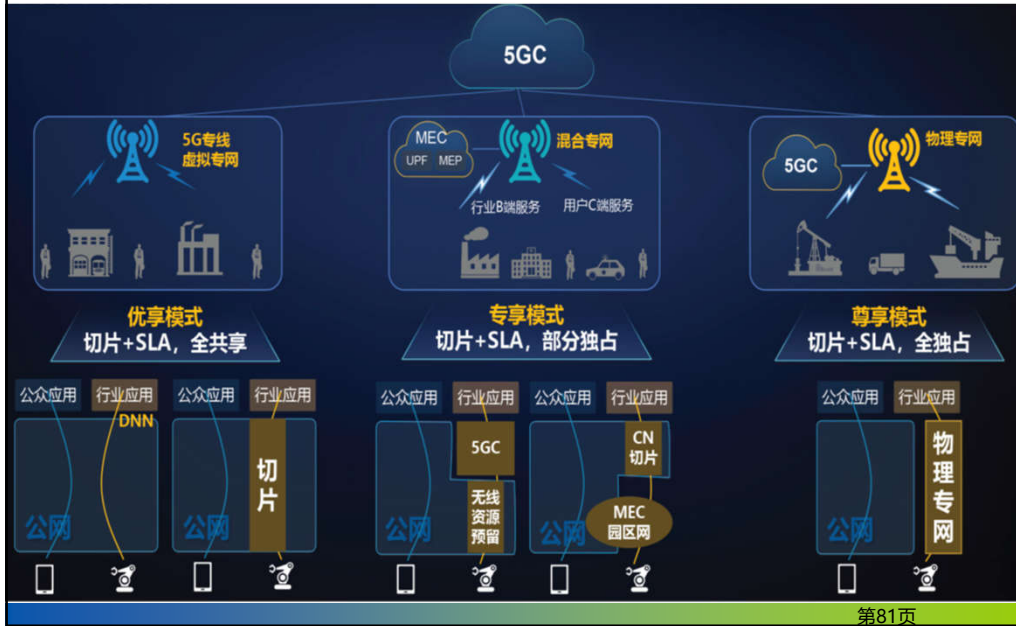 5GC
5G专线
虚拟专网
MEC
UPF MEP
混合专网
行业B端服务
用户C端服务
5GC
物理专网
优享模式
切片+SLA，全共享
专享模式
切片+SLA，部分独占
尊享模式
切片+SLA，全独占
公众应用
行业应用
公众应用
行业应用
公众应用
行业应用
公众应用
行业应用
公众应用
行业应用
DNN
公网
切片
公网
5GC
无线
资源
预留
公网
CN
切片
MEC
园区网
公网
物理专网
公网
第81页